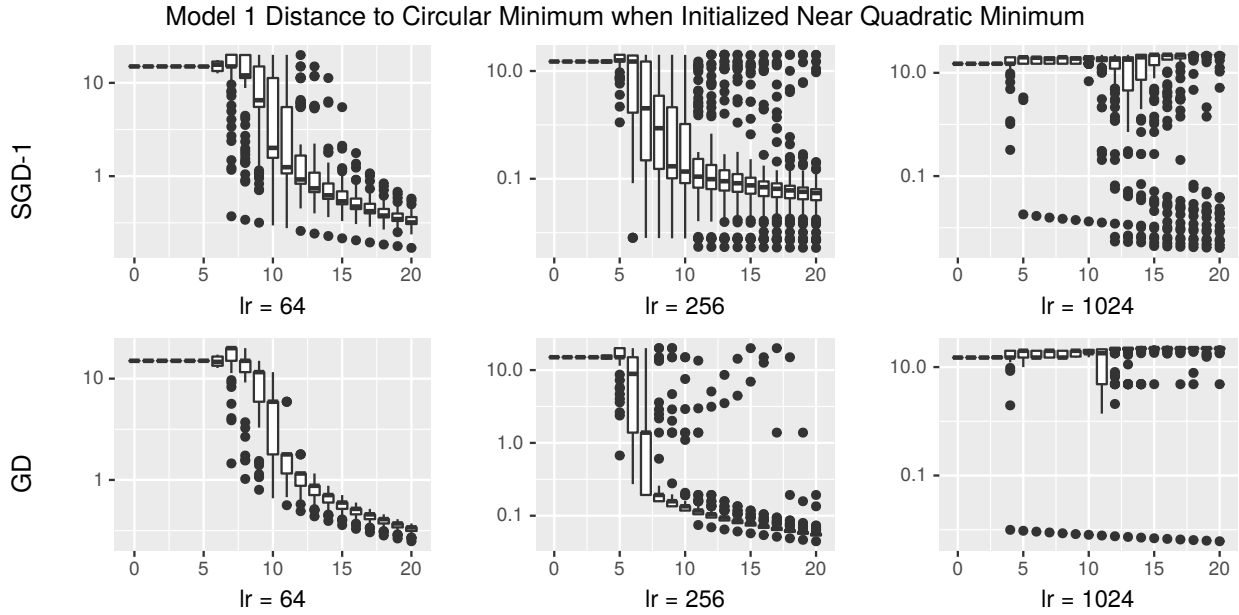 Model 1 Distance to Circular Minimum when Initialized Near Quadratic Minimum
SGD-1
10
1
0 5 10 15 20
lr = 64
10.0
0.1
0 5 10 15 20
lr = 256
10.0
0.1
0 5 10 15 20
lr = 1024
GD
10
1
0 5 10 15 20
lr = 64
10.0
1.0
0.1
0 5 10 15 20
lr = 256
10.0
0.1
0 5 10 15 20
lr = 1024